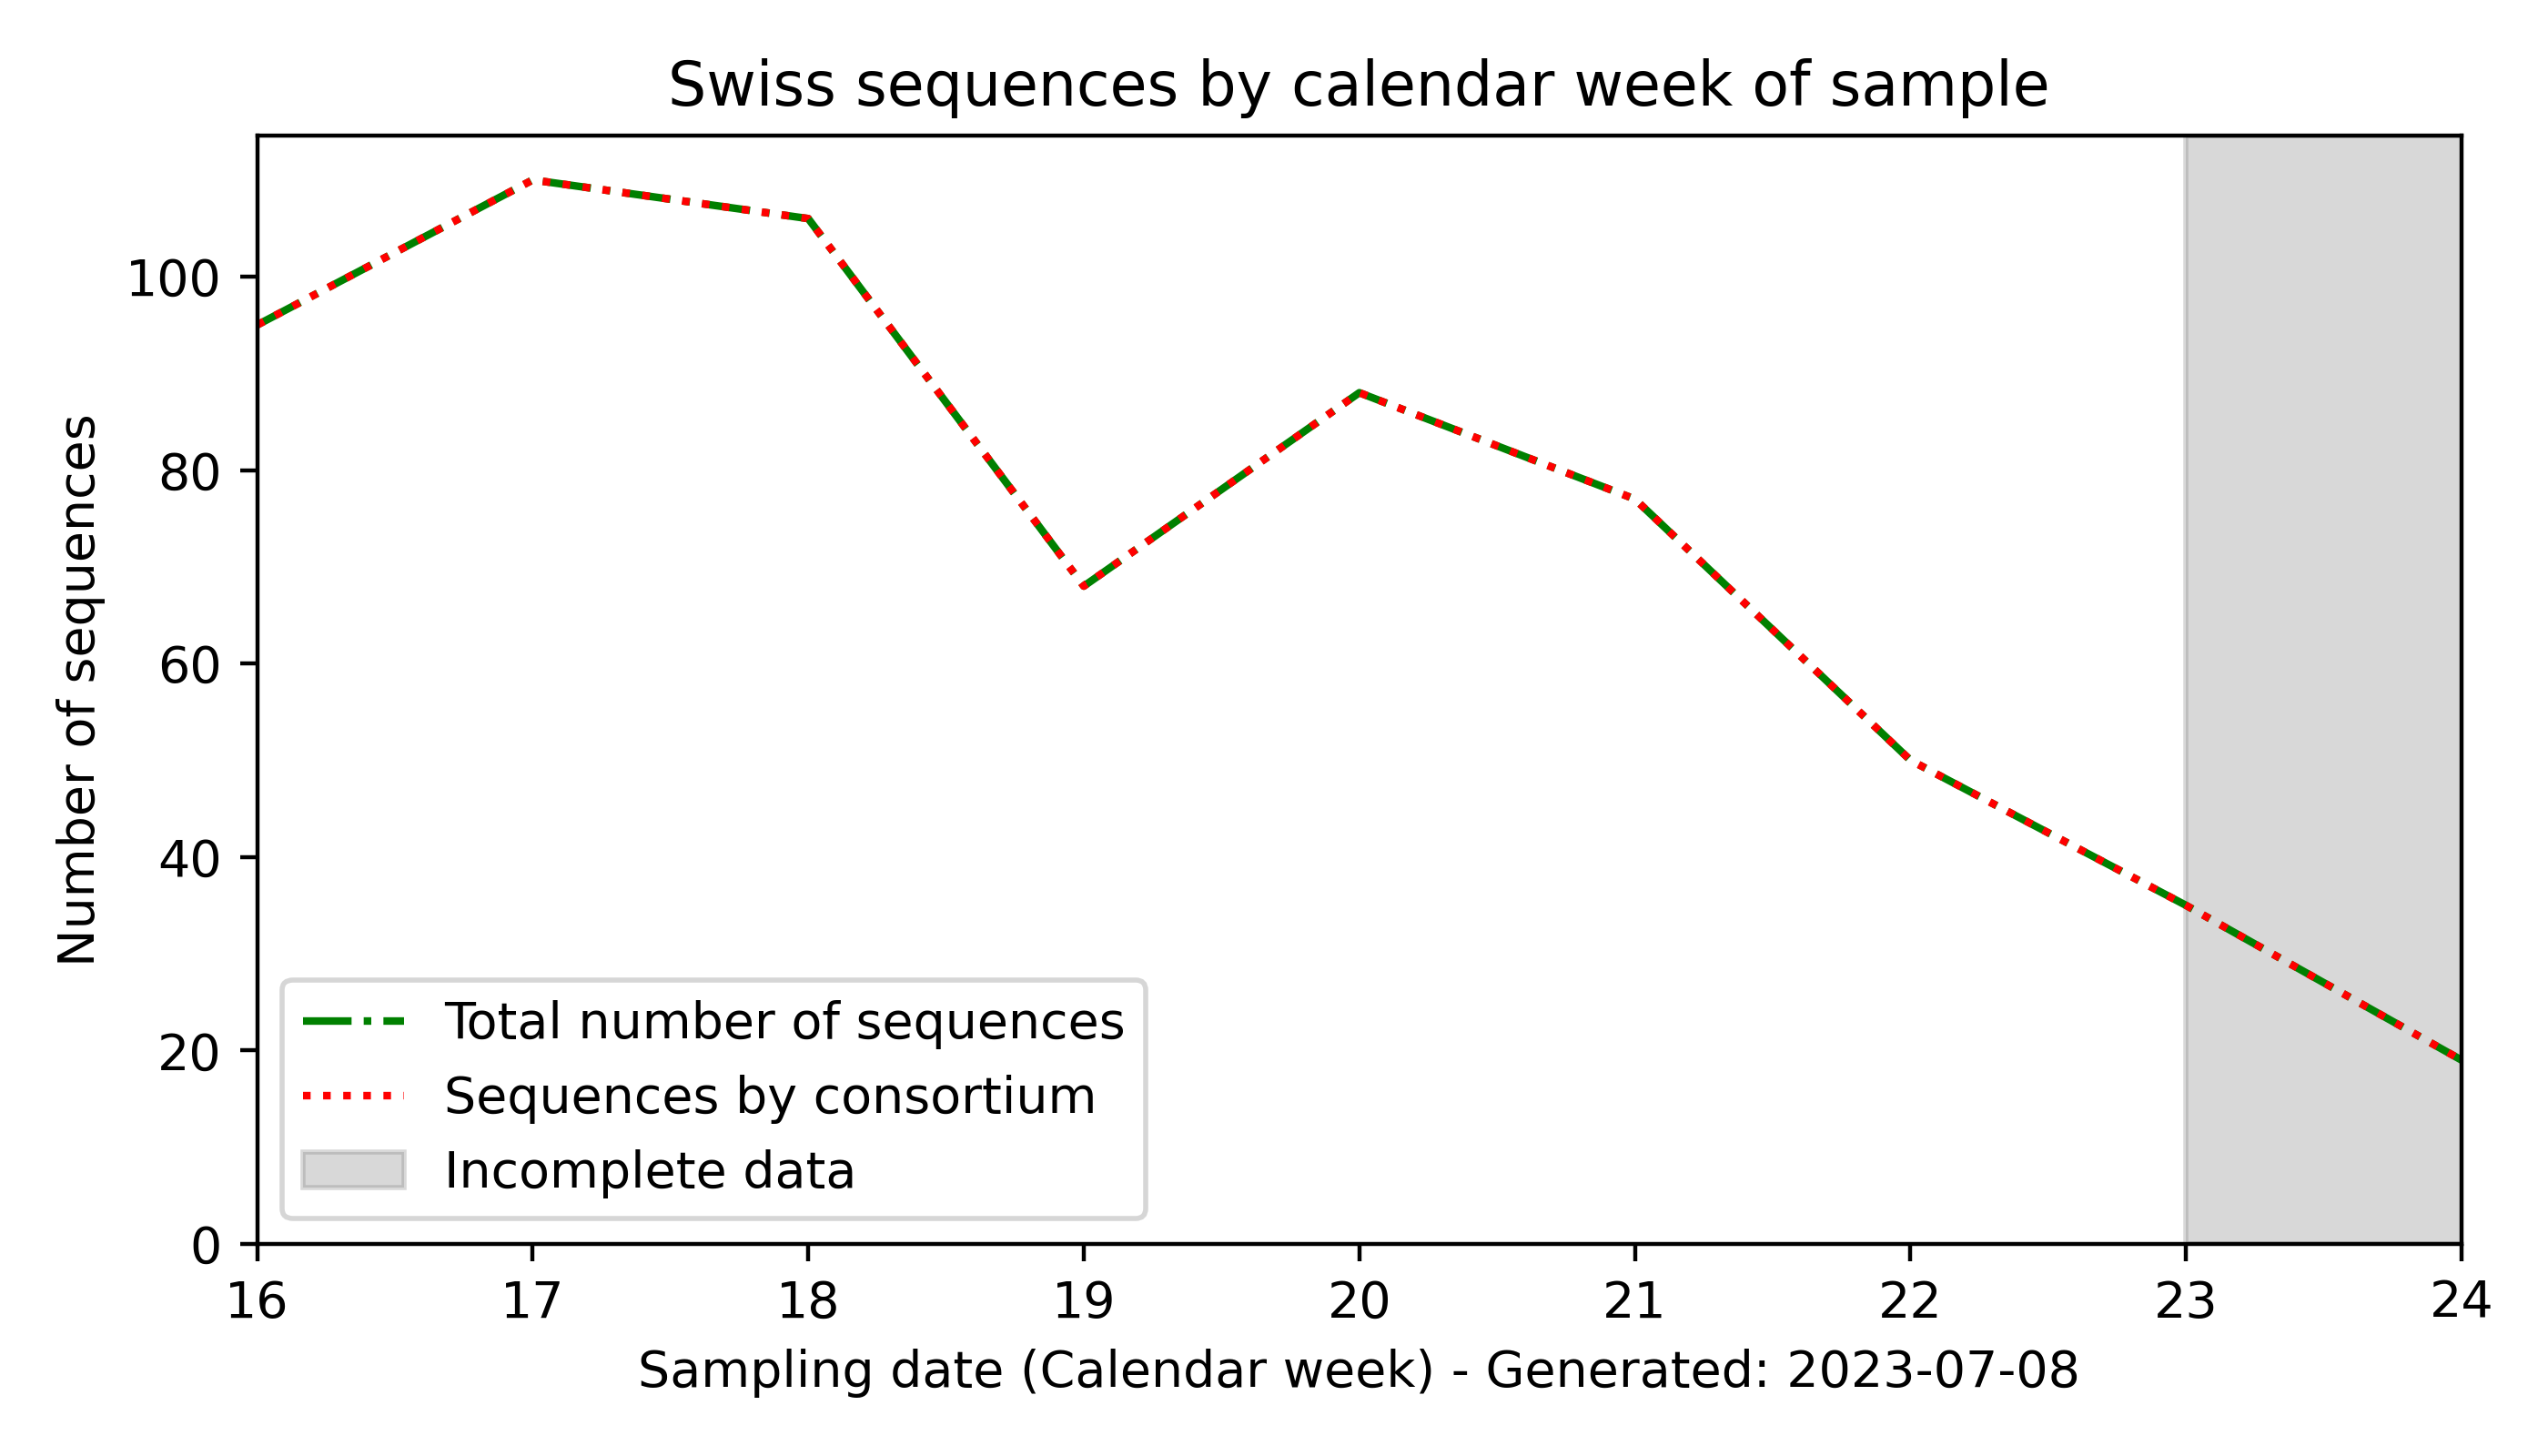 Swiss sequences by calendar week of sample
Number of sequences
100
80
60
40
20
0
Total number of sequences
Sequences by consortium
Incomplete data
16 17 18 19 20 21 22 23 24
Sampling date (Calendar week) - Generated: 2023-07-08